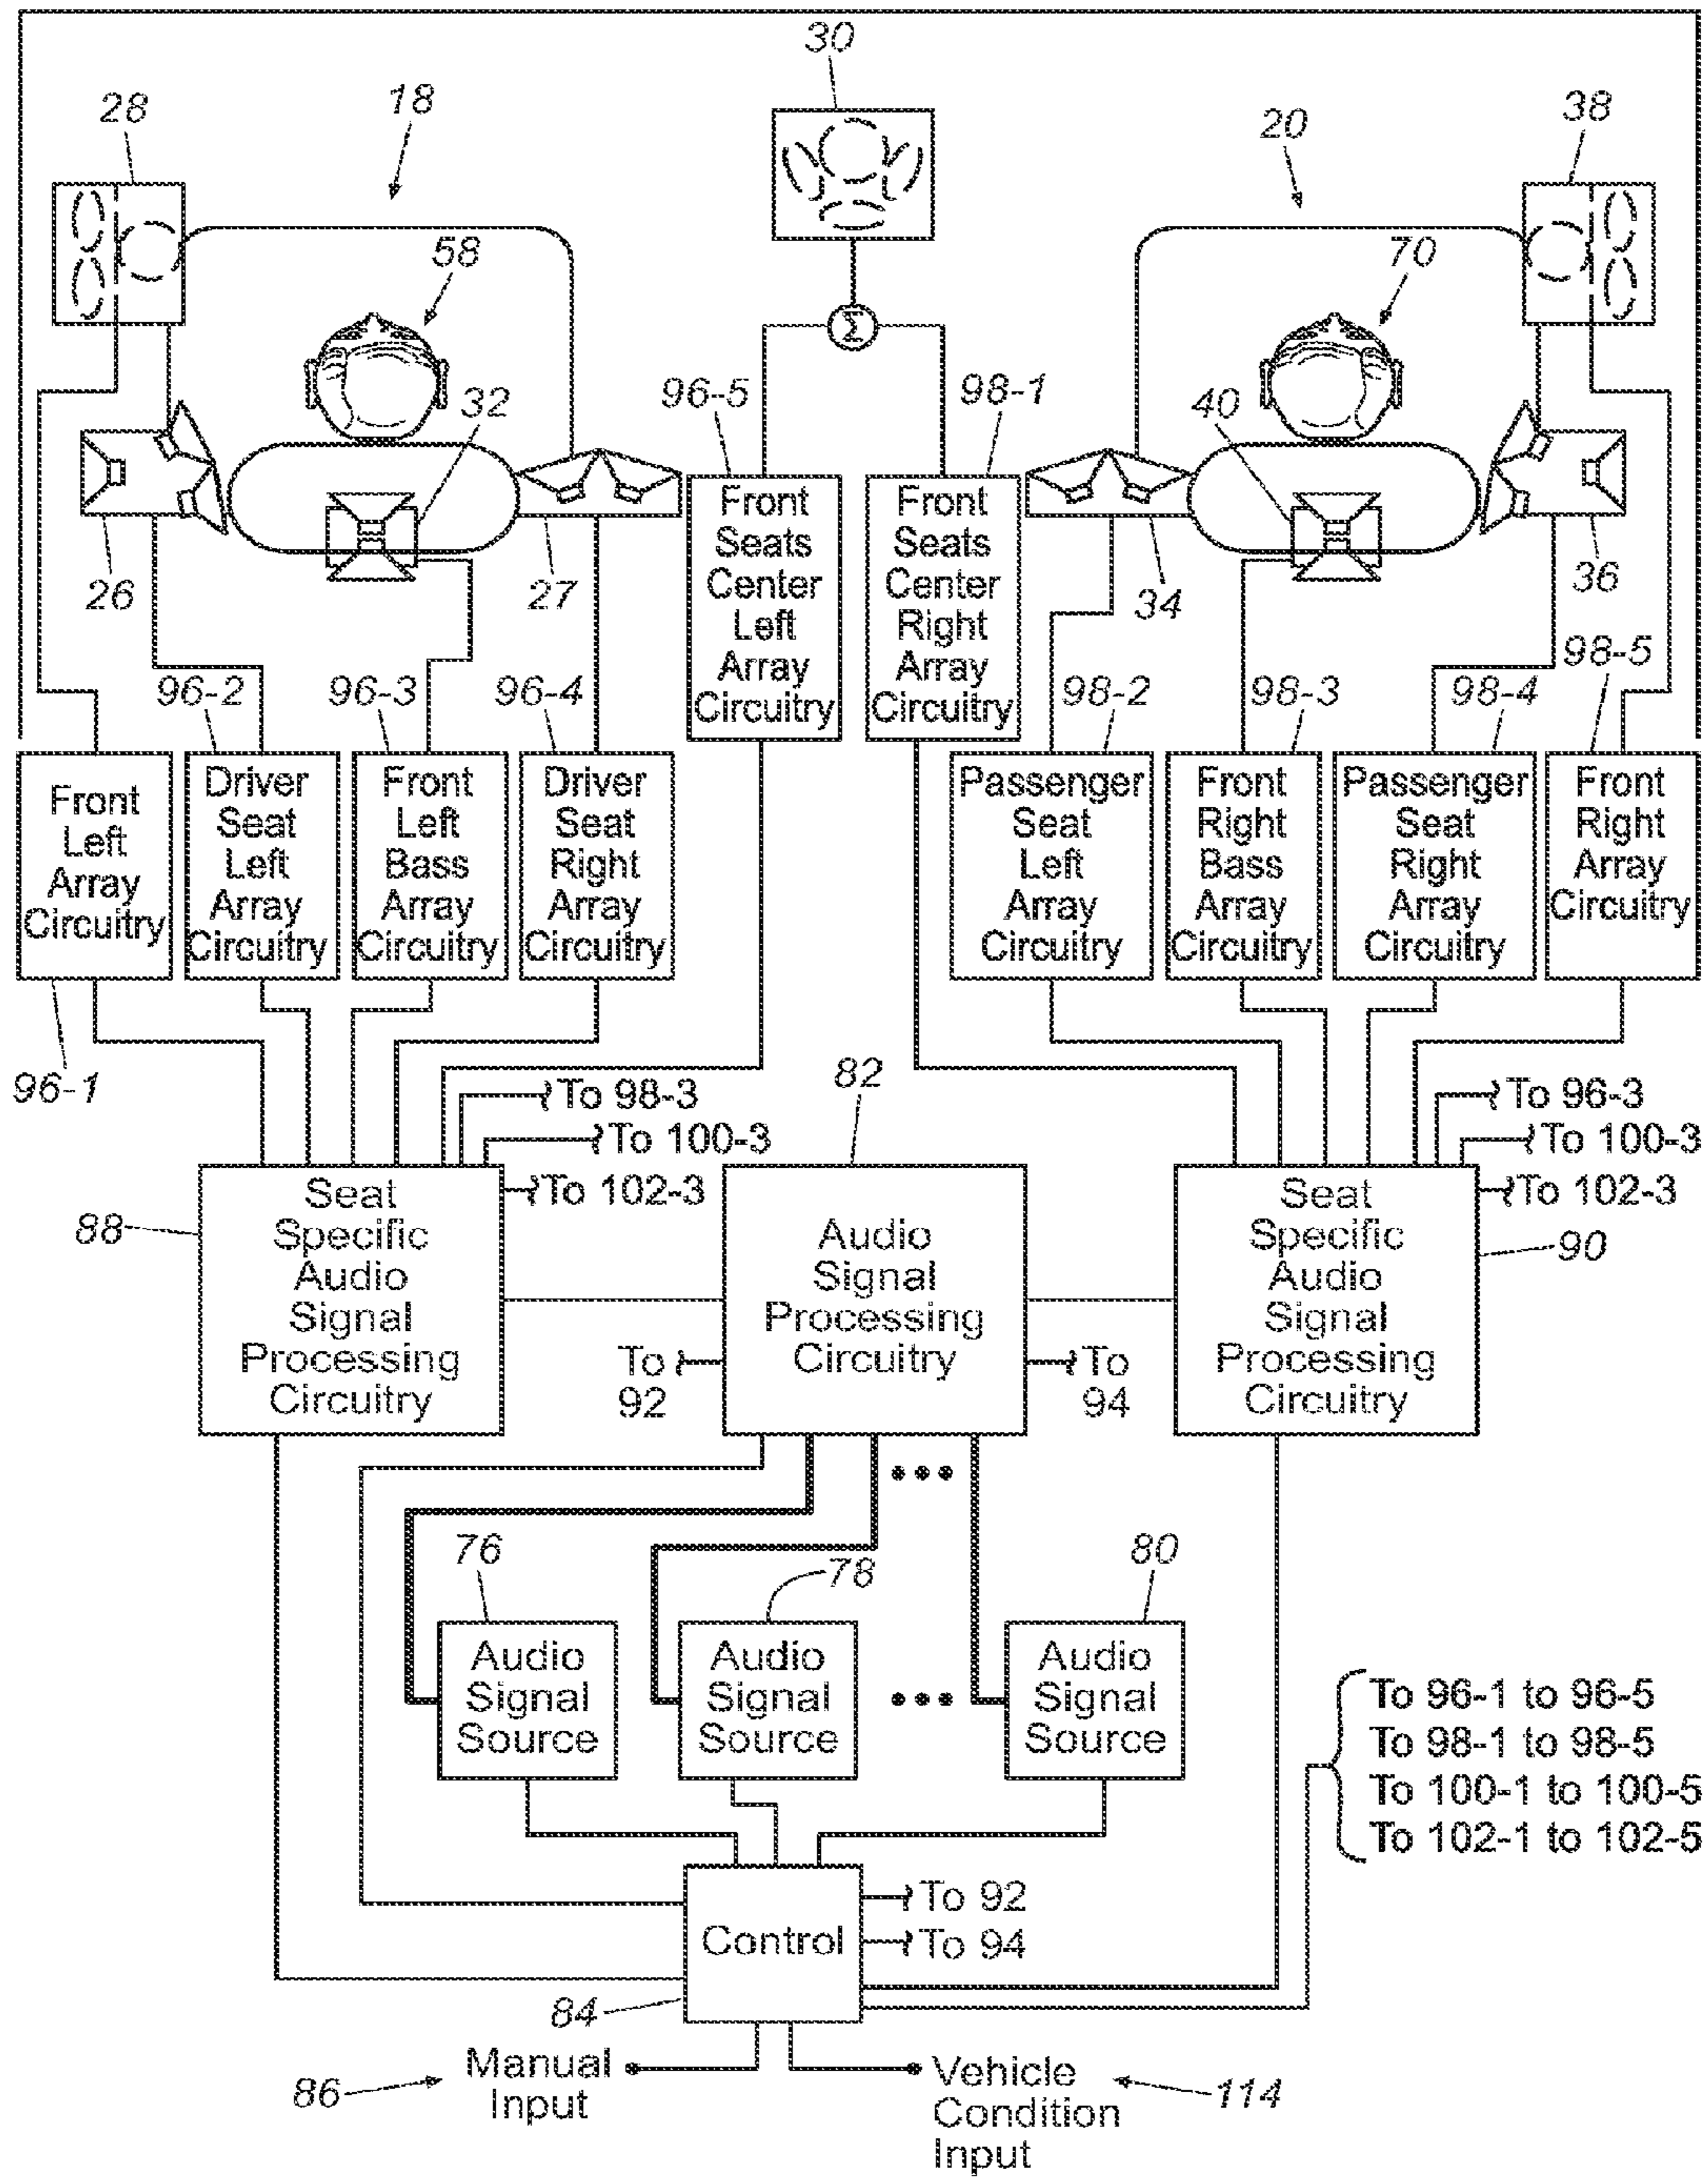 30
28
18
20
38
58
70
Σ
96-5
98-1
32
40
26
27
34
36
Front
Seats
Center
Left
Array
Circuitry
Front
Seats
Center
Right
Array
Circuitry
96-2
96-3
96-4
98-2
98-3
98-4
98-5
Front
Left
Array
Circuitry
Driver
Seat
Left
Array
Circuitry
Front
Left
Bass
Array
Circuitry
Driver
Seat
Right
Array
Circuitry
Passenger
Seat
Left
Array
Circuitry
Front
Right
Bass
Array
Circuitry
Passenger
Seat
Right
Array
Circuitry
Front
Right
Array
Circuitry
96-1
To 98-3
To 100-3
To 102-3
82
To 96-3
To 100-3
To 102-3
88
Seat
Specific
Audio
Signal
Processing
Circuitry
Audio
Signal
Processing
Circuitry
To
92
To
94
Seat
Specific
Audio
Signal
Processing
Circuitry
90
76
78
80
Audio
Signal
Source
Audio
Signal
Source
Audio
Signal
Source
To 96-1 to 96-5
To 98-1 to 98-5
To 100-1 to 100-5
To 102-1 to 102-5
Control
To 92
To 94
84
86
Manual
Input
Vehicle
Condition
Input
114